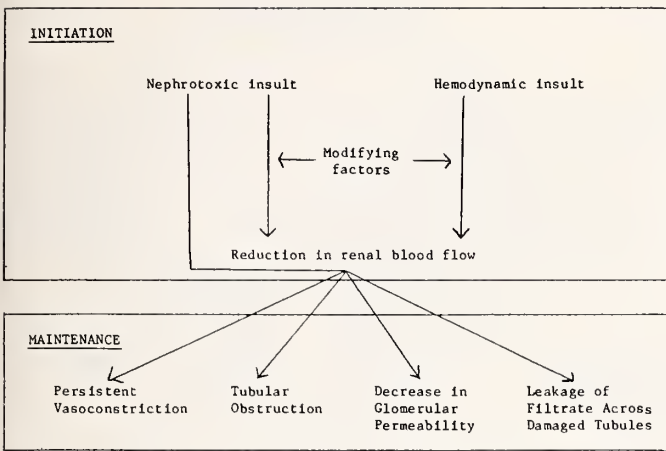 INITIATION
Nephrotoxic insult
Hemodynamic insult
Modifying
factors
Reduction in renal blood flow
MAINTENANCE
Persistent
Vasoconstriction
Tubular
Obstruction
Decrease in
Glomerular
Permeability
Leakage of
Filtrate Across
Damaged Tubules